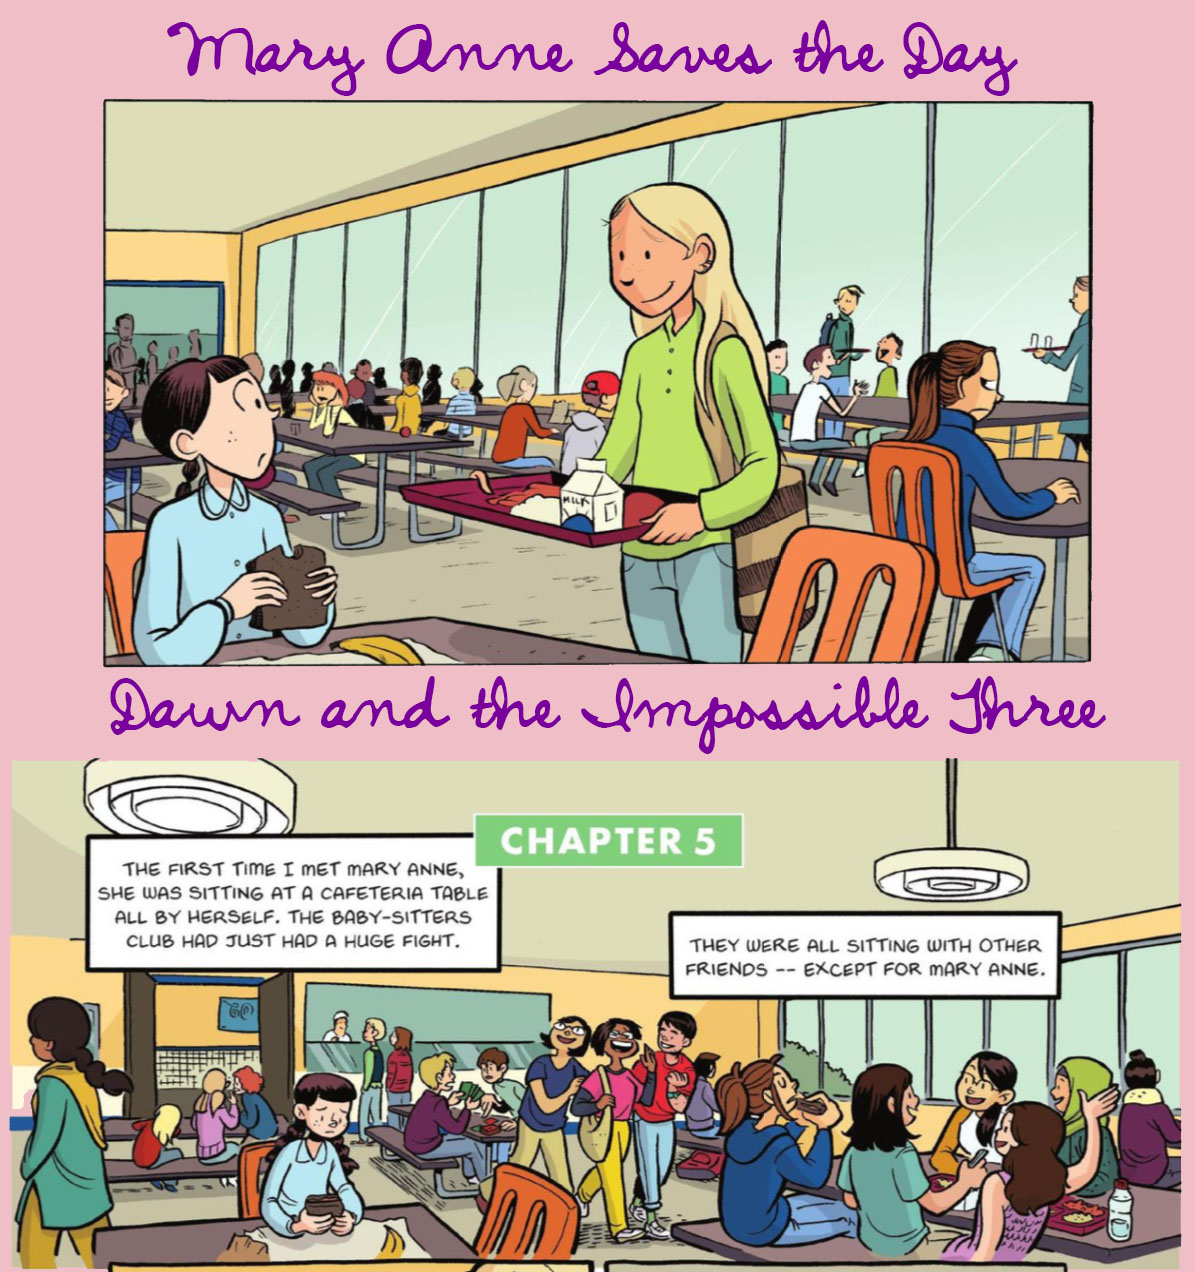 Mary Anne Saves the Day
MILK
Dawn and the Impossible Three
CHAPTER 5
THE FIRST TIME I MET MARY ANNE,
SHE WAS SITTING AT A CAFETERIA TABLE
ALL BY HERSELF. THE BABY-SITTERS
CLUB HAD JUST HAD A HUGE FIGHT.
THEY WERE ALL SITTING WITH OTHER
FRIENDS -- EXCEPT FOR MARY ANNE.